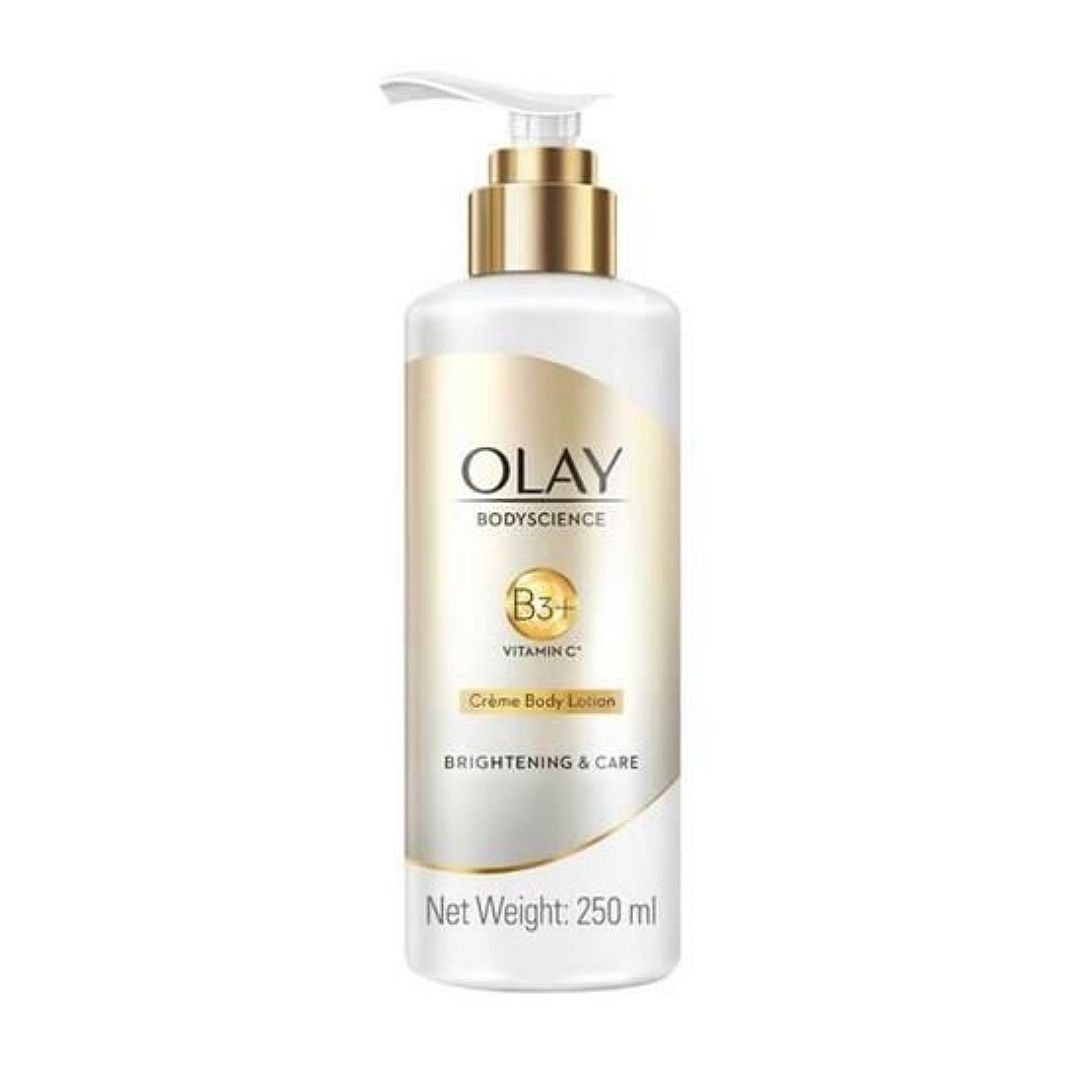 OLAY
BODYSCIENCE
B3+
VITAMIN C*
Crème Body Lotion
BRIGHTENING & CARE
Net Weight: 250 ml